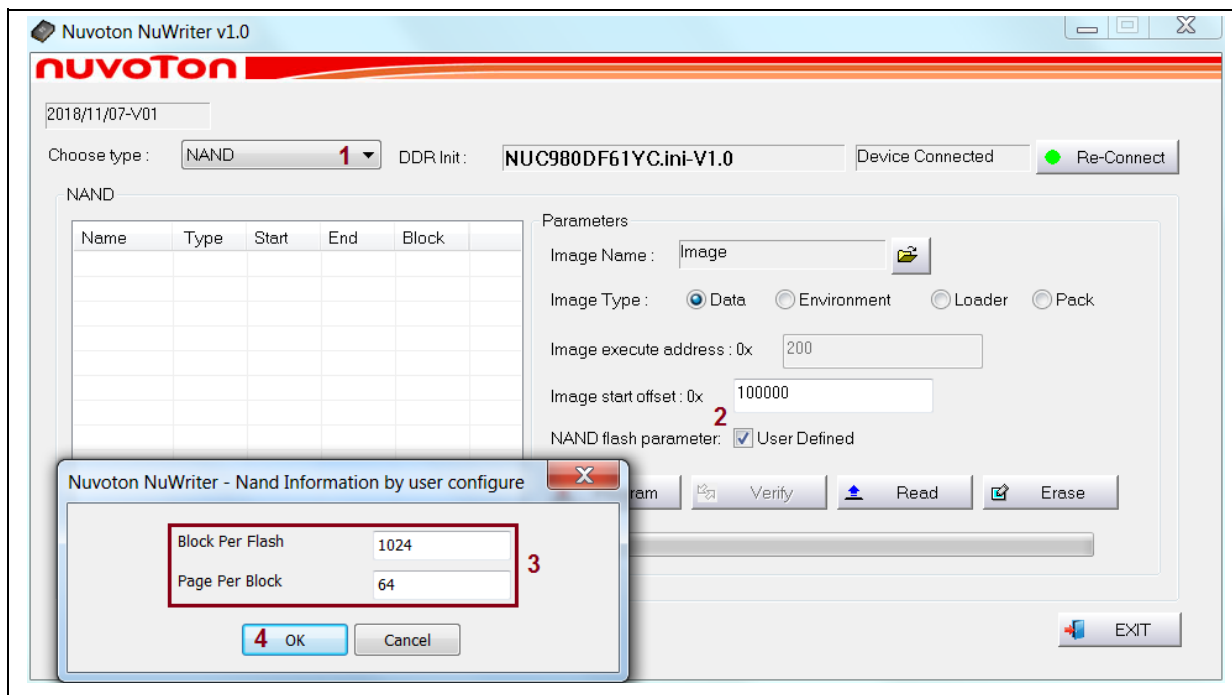 Nuvoton NuWriter v1.0
nuvoTon
2018/11/07-V01
Choose type : NAND 1 DDR Init : NUC980DF61YC.ini-V1.0 Device Connected Re-Connect
NAND
Name Type Start End Block
Parameters
Image Name : Image
Image Type : Data Environment Loader Pack
Image execute address : 0x 200
Image start offset : 0x 100000
2
NAND flash parameter: User Defined
ram Verify Read Erase
Nuvoton NuWriter - Nand Information by user configure
Block Per Flash 1024
3
Page Per Block 64
4 OK Cancel
EXIT